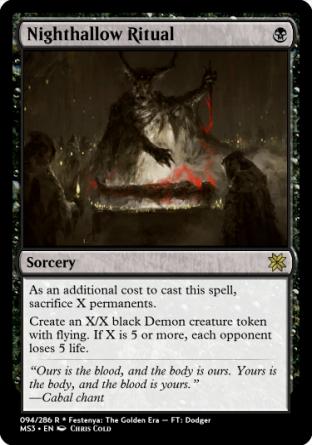 Nighthallow Ritual
Sorcery
As an additional cost to cast this spell,
sacrifice X permanents.
Create an X/X black Demon creature token
with flying. If X is 5 or more, each opponent
loses 5 life.
“Ours is the blood, and the body is ours. Yours is
the body, and the blood is yours.”
—Cabal chant
094/286 R * Festenya: The Golden Era — FT: Dodger
MS3 • EN Chris Cold